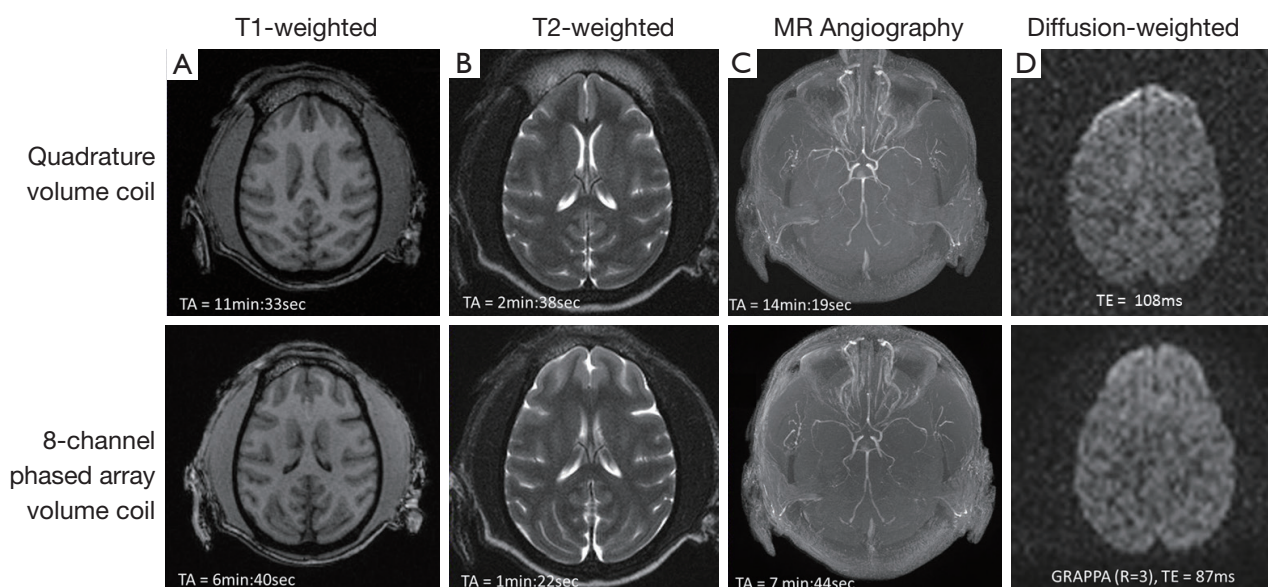 T1-weighted
T2-weighted
MR Angiography
Diffusion-weighted
A
B
C
D
Quadrature
volume coil
TA = 11min:33sec
TA = 2min:38sec
TA = 14min:19sec
TE = 108ms
8-channel
phased array
volume coil
TA = 6min:40sec
TA = 1min:22sec
TA = 7 min:44sec
GRAPPA (R=3), TE = 87ms